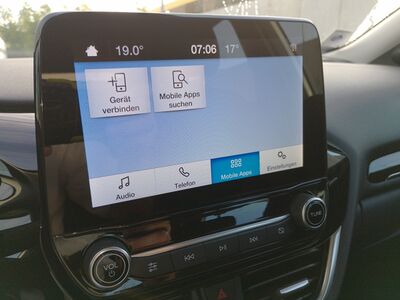 19.0° 07:06 17°
Gerät
verbinden
Mobile Apps
suchen
Audio
Telefon
Mobile Apps
Einstellungen
VOL
TUNE